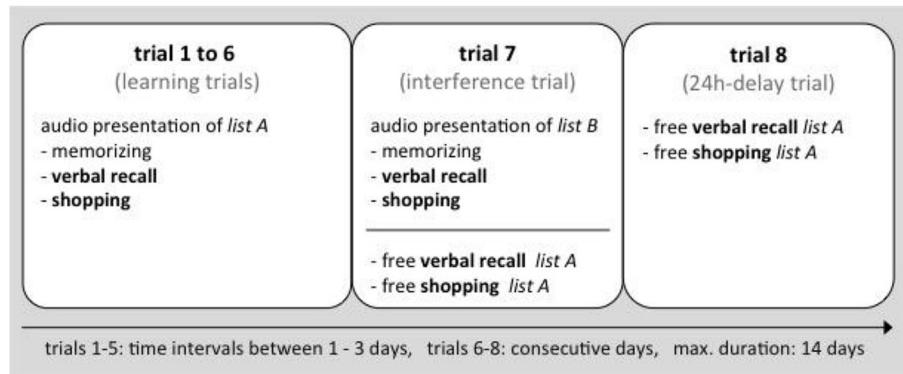 trial 1 to 6
(learning trials)
audio presentation of list A
- memorizing
- verbal recall
- shopping
trial 7
(interference trial)
audio presentation of list B
- memorizing
- verbal recall
- shopping
- free verbal recall list A
- free shopping list A
trial 8
(24h-delay trial)
- free verbal recall list A
- free shopping list A
trials 1-5: time intervals between 1 - 3 days, trials 6-8: consecutive days, max. duration: 14 days